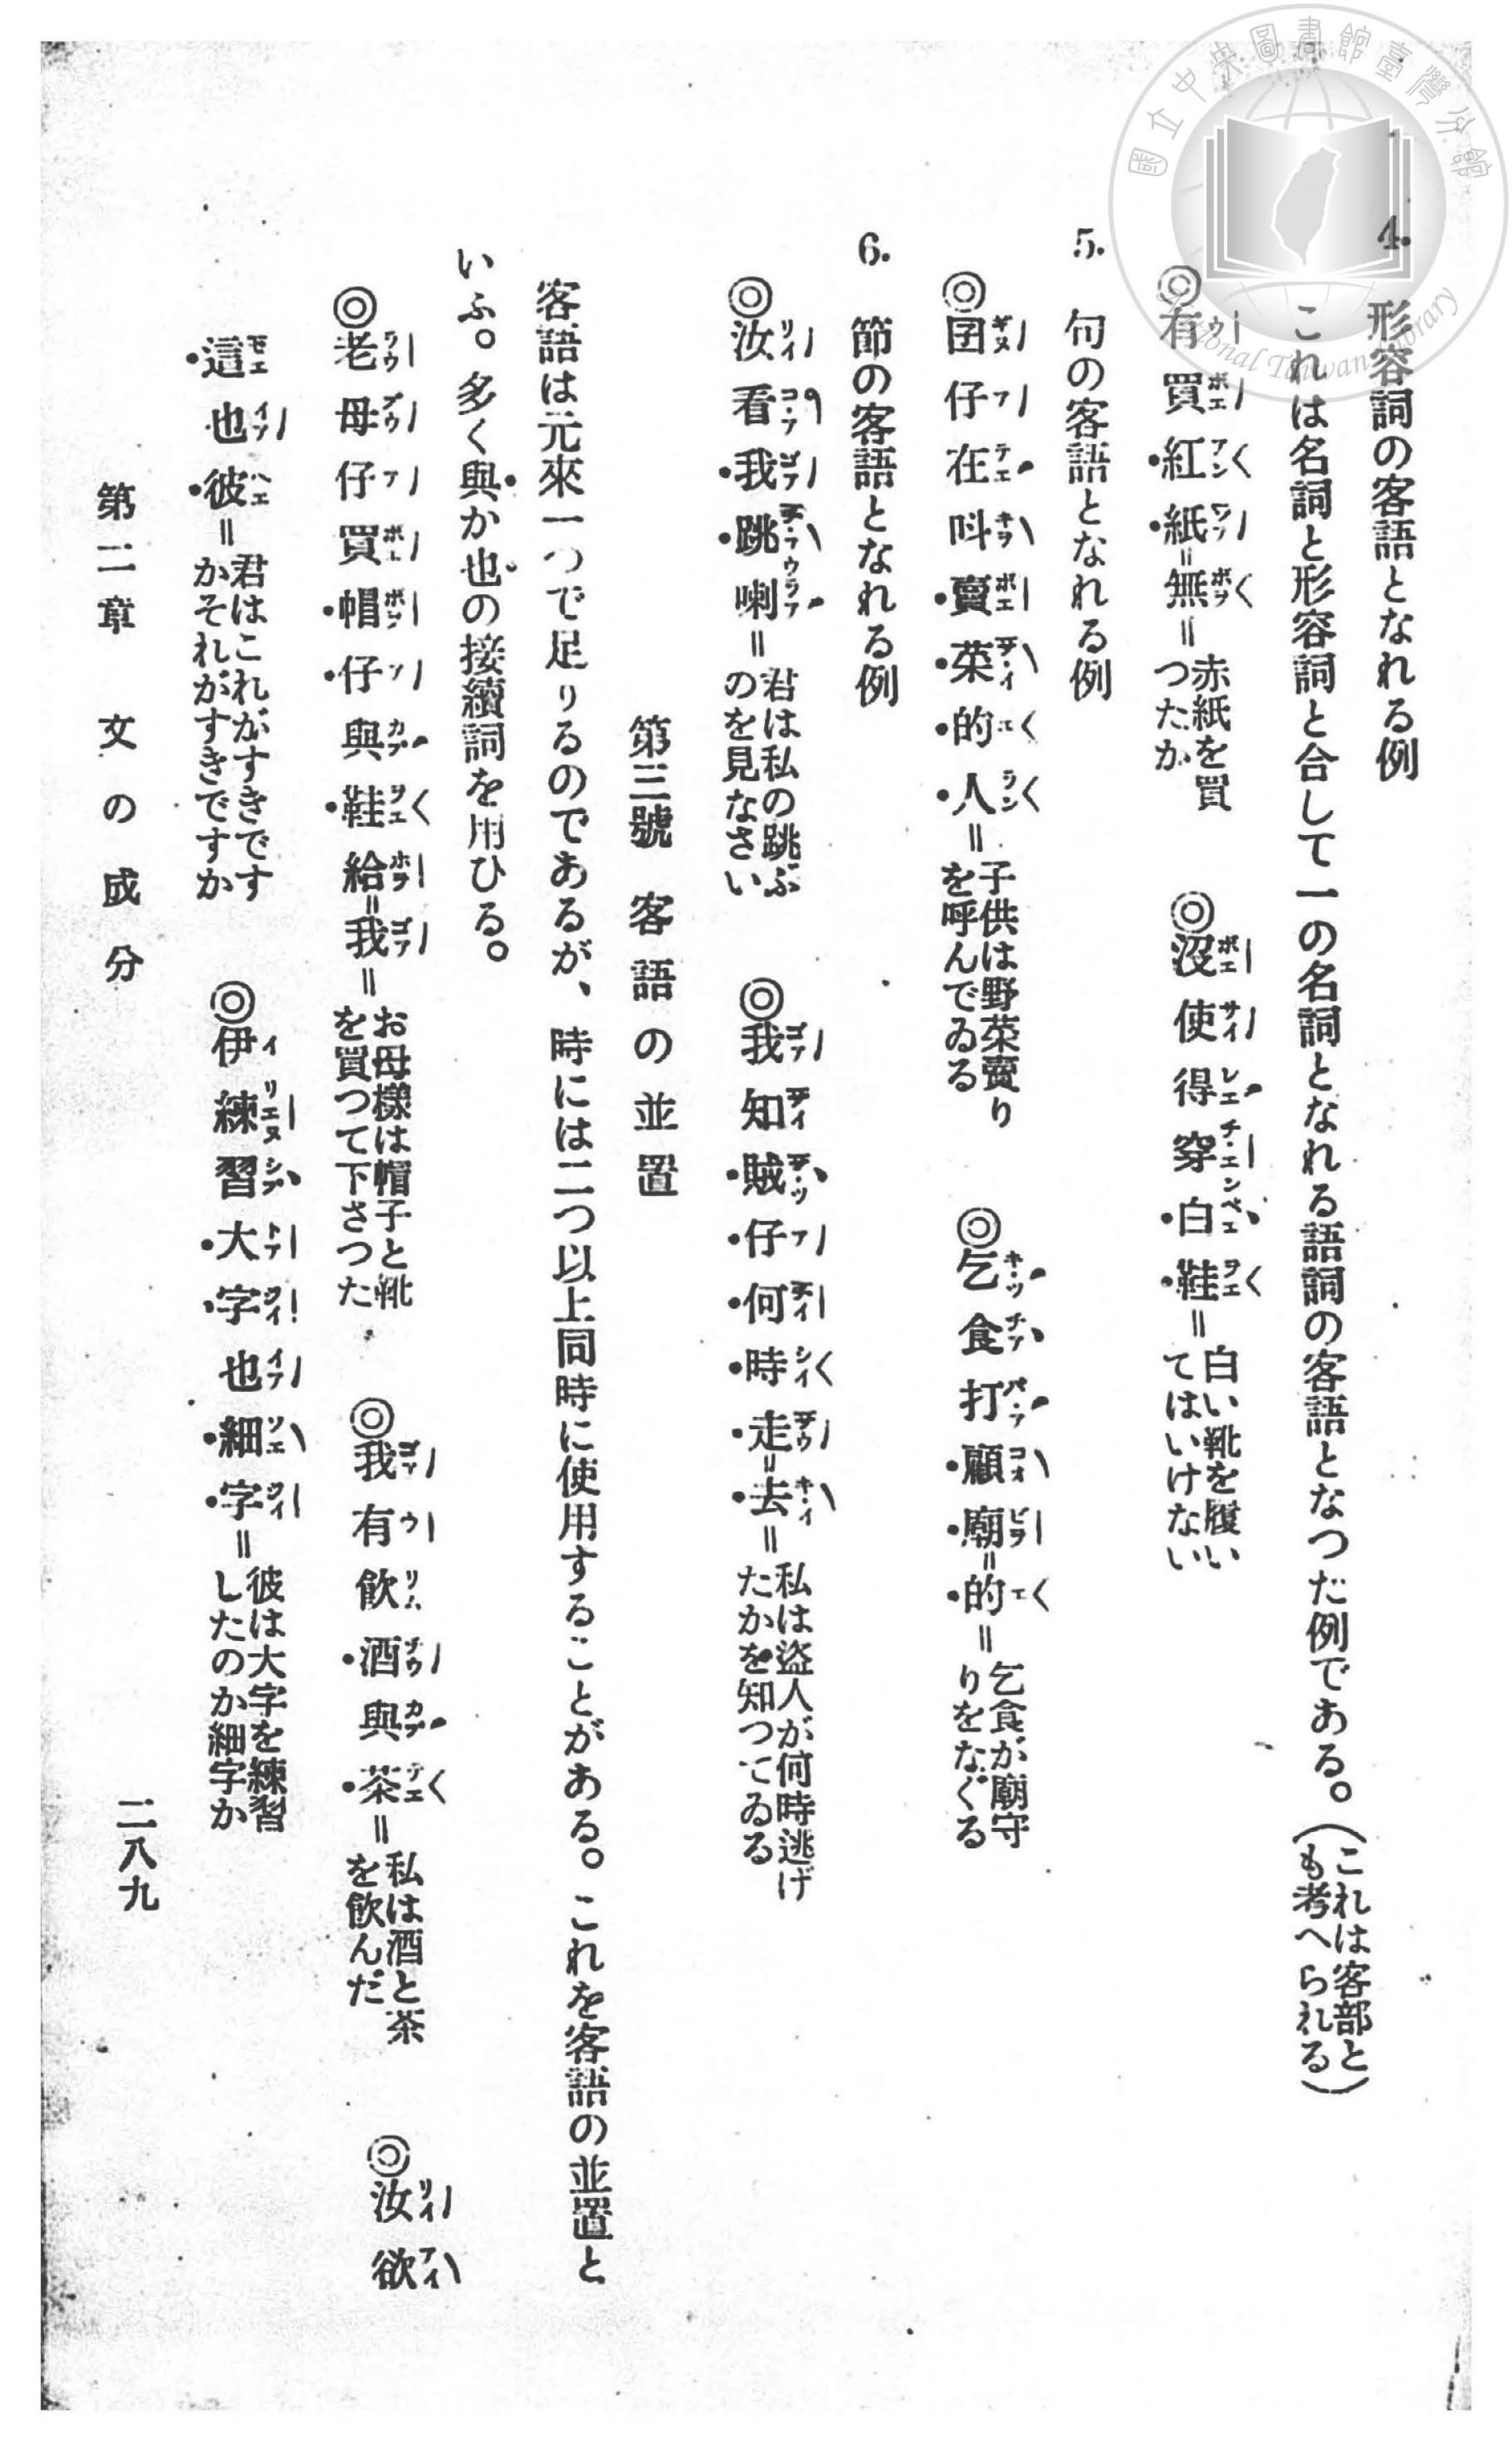 國立中央圖書館臺灣分館
National Taiwan Library
4. 形容詞の客語となれる例
これは名詞と形容詞と合して一の名詞となれる語詞の客語となつた例である。（これは客部とも考へられる）
◎有買紅紙=無=赤紙を買つたか ◎沒使得穿白鞋=白い靴を履いてはいけない
5. 句の客語となれる例
◎囝仔在呌賣菜的人=子供は野菜賣りを呼んでゐる ◎乞食打顧廟=的=乞食が廟守りをなぐる
6. 節の客語となれる例
◎汝看我跳喇=君は私の跳ぶのを見なさい ◎我知賊仔何時走=去=私は盜人が何時逃げたかを知つてゐる
第三號 客語の並置
客語は元來一つで足りるのであるが、時には二つ以上同時に使用することがある。これを客語の並置と
いふ。多く與か也の接續詞を用ひる。
◎老母仔買帽仔與鞋給=我=お母樣は帽子と靴を買つて下さつた ◎我有飮酒與茶=私は酒と茶を飮んだ ◎汝欲
這也彼=君はこれがすきですかそれがすきですか ◎伊練習大字也細字=彼は大字を練習したのか細字か
第二章 文の成分 二八九